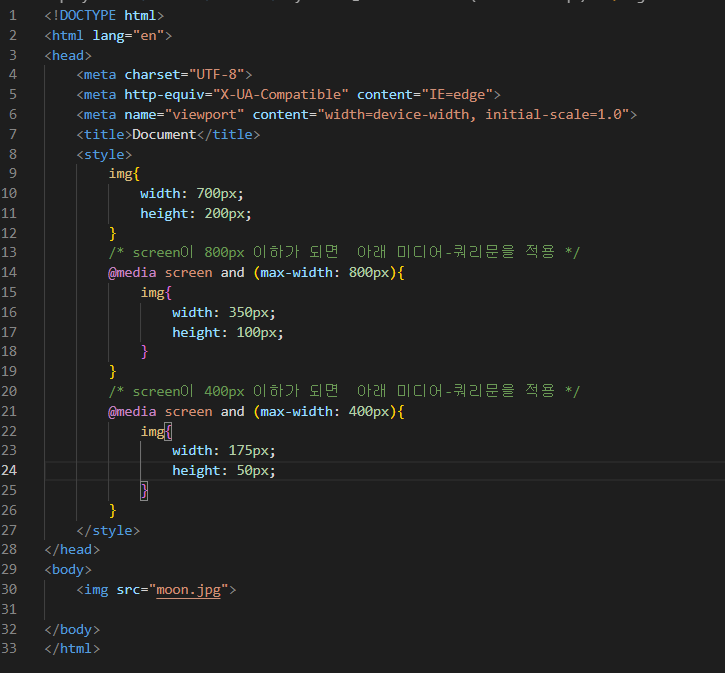 1 <!DOCTYPE html>
2 <html lang="en">
3 <head>
4     <meta charset="UTF-8">
5     <meta http-equiv="X-UA-Compatible" content="IE=edge">
6     <meta name="viewport" content="width=device-width, initial-scale=1.0">
7     <title>Document</title>
8     <style>
9         img{
10             width: 700px;
11             height: 200px;
12         }
13         /* screen이 800px 이하가 되면  아래 미디어-쿼리문을 적용 */
14         @media screen and (max-width: 800px){
15             img{
16                 width: 350px;
17                 height: 100px;
18             }
19         }
20         /* screen이 400px 이하가 되면  아래 미디어-쿼리문을 적용 */
21         @media screen and (max-width: 400px){
22             img{
23                 width: 175px;
24                 height: 50px;
25             }
26         }
27     </style>
28 </head>
29 <body>
30     <img src="moon.jpg">
31
32 </body>
33 </html>